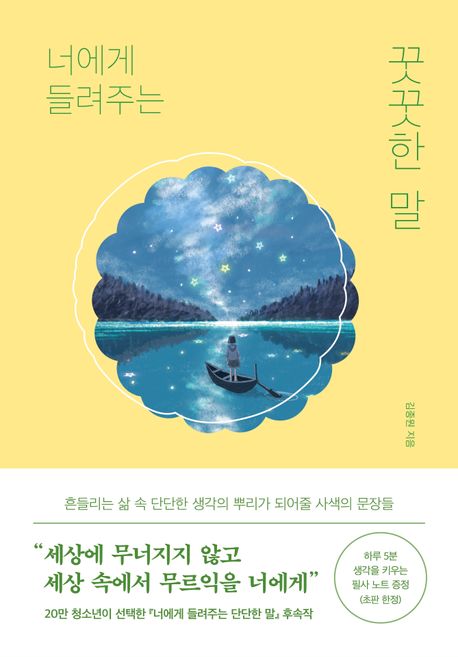 너에게
들려주는
꿋꿋한 말
김종원 지음
흔들리는 삶 속 단단한 생각의 뿌리가 되어줄 사색의 문장들
“세상에 무너지지 않고
세상 속에서 무르익을 너에게”
20만 청소년이 선택한 『너에게 들려주는 단단한 말』 후속작
하루 5분
생각을 키우는
필사 노트 증정
(초판 한정)